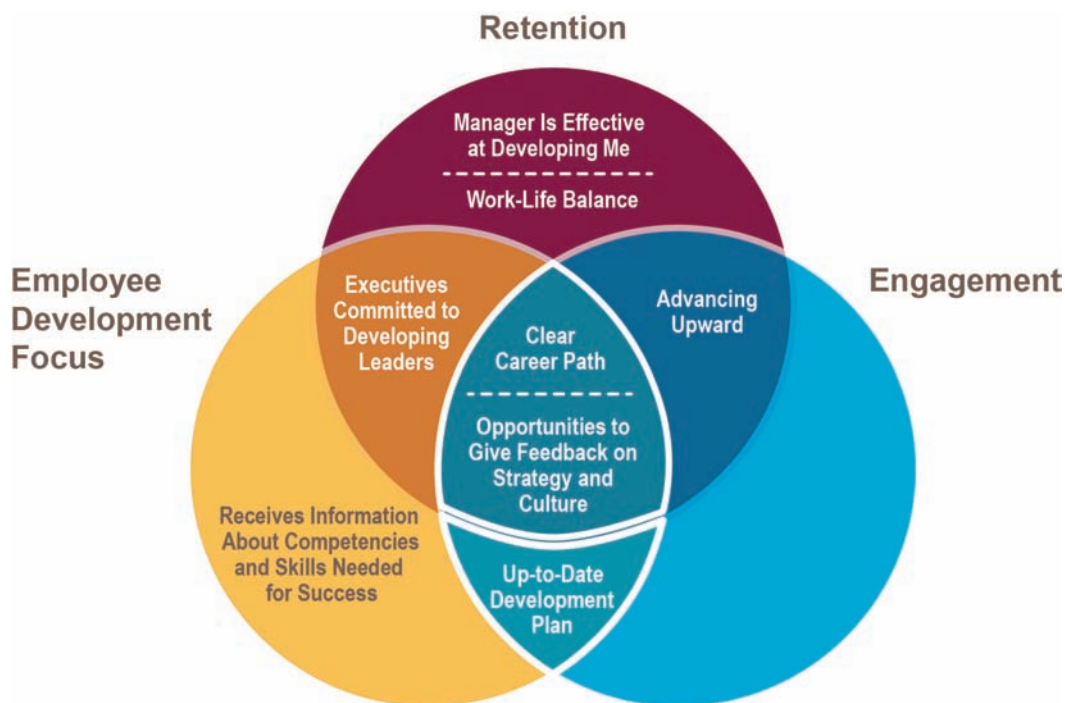 Retention
Manager Is Effective
at Developing Me
Work-Life Balance
Employee
Development
Focus
Executives
Committed to
Developing
Leaders
Clear
Career Path
Opportunities to
Give Feedback on
Strategy and
Culture
Advancing
Upward
Engagement
Receives Information
About Competencies
and Skills Needed
for Success
Up-to-Date
Development
Plan